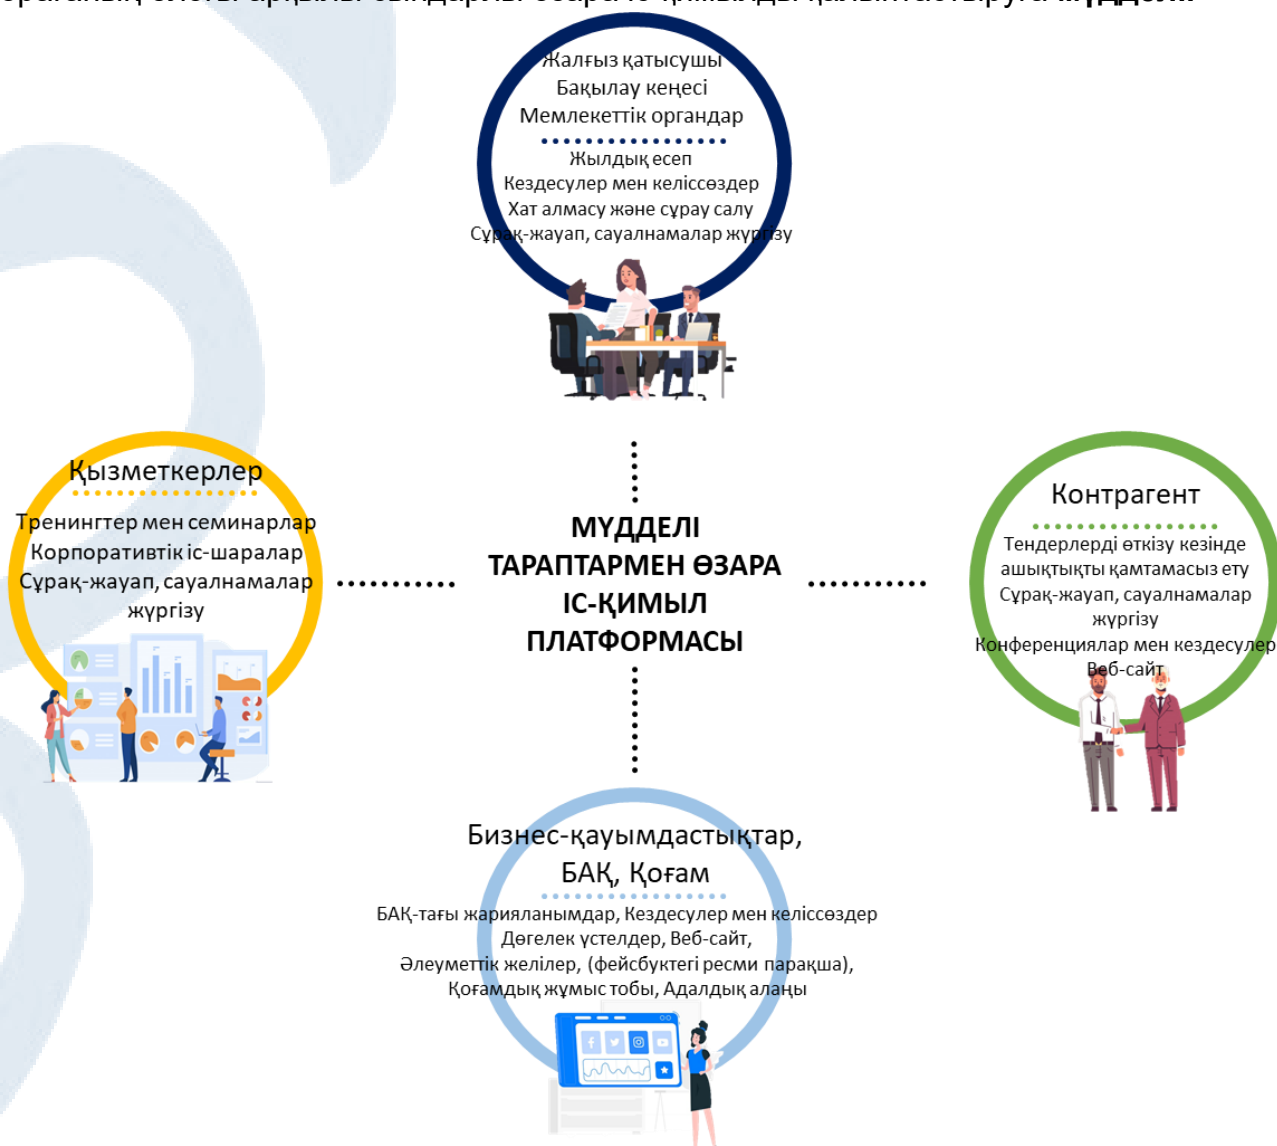 Жалғыз қатысушы
Бақылау кеңесі
Мемлекеттік органдар
Жылдық есеп
Кездесулер мен келіссөздер
Хат алмасу және сұрау салу
Сұрақ-жауап, сауалнамалар жүргізу
Қызметкерлер
Тренингтер мен семинарлар
Корпоративтік іс-шаралар
Сұрақ-жауап, сауалнамалар
жүргізу
МҮДДЕЛІ
ТАРАПТАРМЕН ӨЗАРА
ІС-ҚИМЫЛ
ПЛАТФОРМАСЫ
Контрагент
Тендерлерді өткізу кезінде
ашықтықты қамтамасыз ету
Сұрақ-жауап, сауалнамалар
жүргізу
Конференциялар мен кездесулер
Веб-сайт
Бизнес-қауымдастықтар,
БАҚ, Қоғам
БАҚ-тағы жарияланымдар, Кездесулер мен келіссөздер
Дөгелек үстелдер, Веб-сайт,
Әлеуметтік желілер, (фейсбуктегі ресми парақша),
Қоғамдық жұмыс тобы, Адалдық алаңы